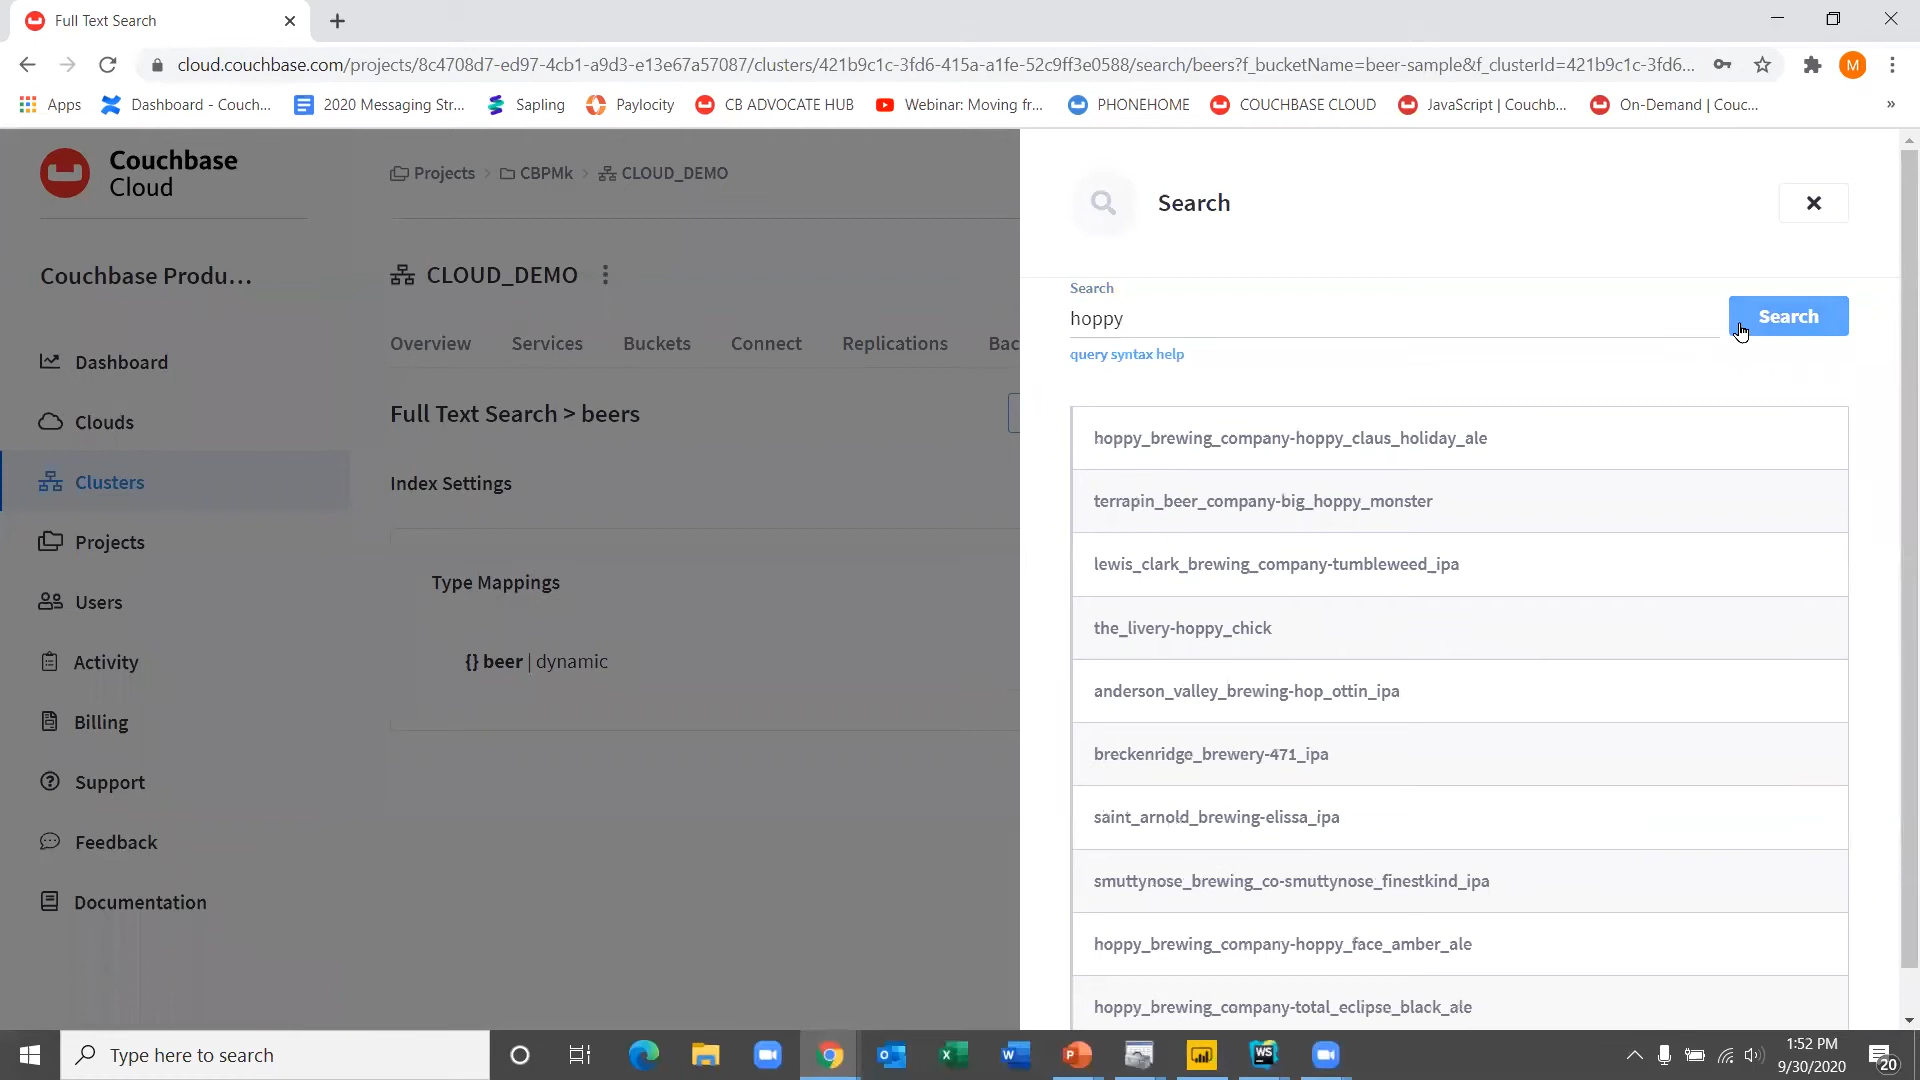 Full Text Search
cloud.couchbase.com/projects/8c4708d7-ed97-4cb1-a9d3-e13e67a57087/clusters/421b9c1c-3fd6-415a-a1fe-52c9ff3e0588/search/beers?f_bucketName=beer-sample&f_clusterId=421b9c1c-3fd6...
M
Apps
Dashboard - Couch...
2020 Messaging Str...
Sapling
Paylocity
CB ADVOCATE HUB
Webinar: Moving fr...
PHONEHOME
COUCHBASE CLOUD
JavaScript | Couchb...
On-Demand | Couc...
»
Couchbase
Cloud
Couchbase Produ...
Dashboard
Clouds
Clusters
Projects
Users
Activity
Billing
Support
Feedback
Documentation
Projects > CBPMk > CLOUD_DEMO
CLOUD_DEMO
Overview
Services
Buckets
Connect
Replications
Bac
Full Text Search > beers
Index Settings
Type Mappings
{} beer | dynamic
Search
Search
hoppy
Search
query syntax help
hoppy_brewing_company-hoppy_claus_holiday_ale
terrapin_beer_company-big_hoppy_monster
lewis_clark_brewing_company-tumbleweed_ipa
the_livery-hoppy_chick
anderson_valley_brewing-hop_ottin_ipa
breckenridge_brewery-471_ipa
saint_arnold_brewing-elissa_ipa
smuttynose_brewing_co-smuttynose_finestkind_ipa
hoppy_brewing_company-hoppy_face_amber_ale
hoppy_brewing_company-total_eclipse_black_ale
Type here to search
WS
1:52 PM
9/30/2020
20